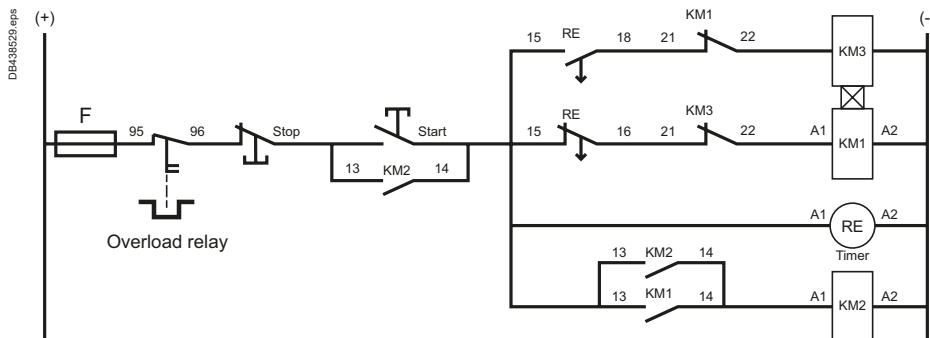 DB438529.eps
(+)
(-
KM1
15 RE 18 21 22
KM3
F
95 96 Stop Start
15 RE 16 21 KM3 22 A1 KM1 A2
13 KM2 14
Overload relay
A1 RE A2
Timer
13 KM2 14
13 KM1 14 A1 KM2 A2